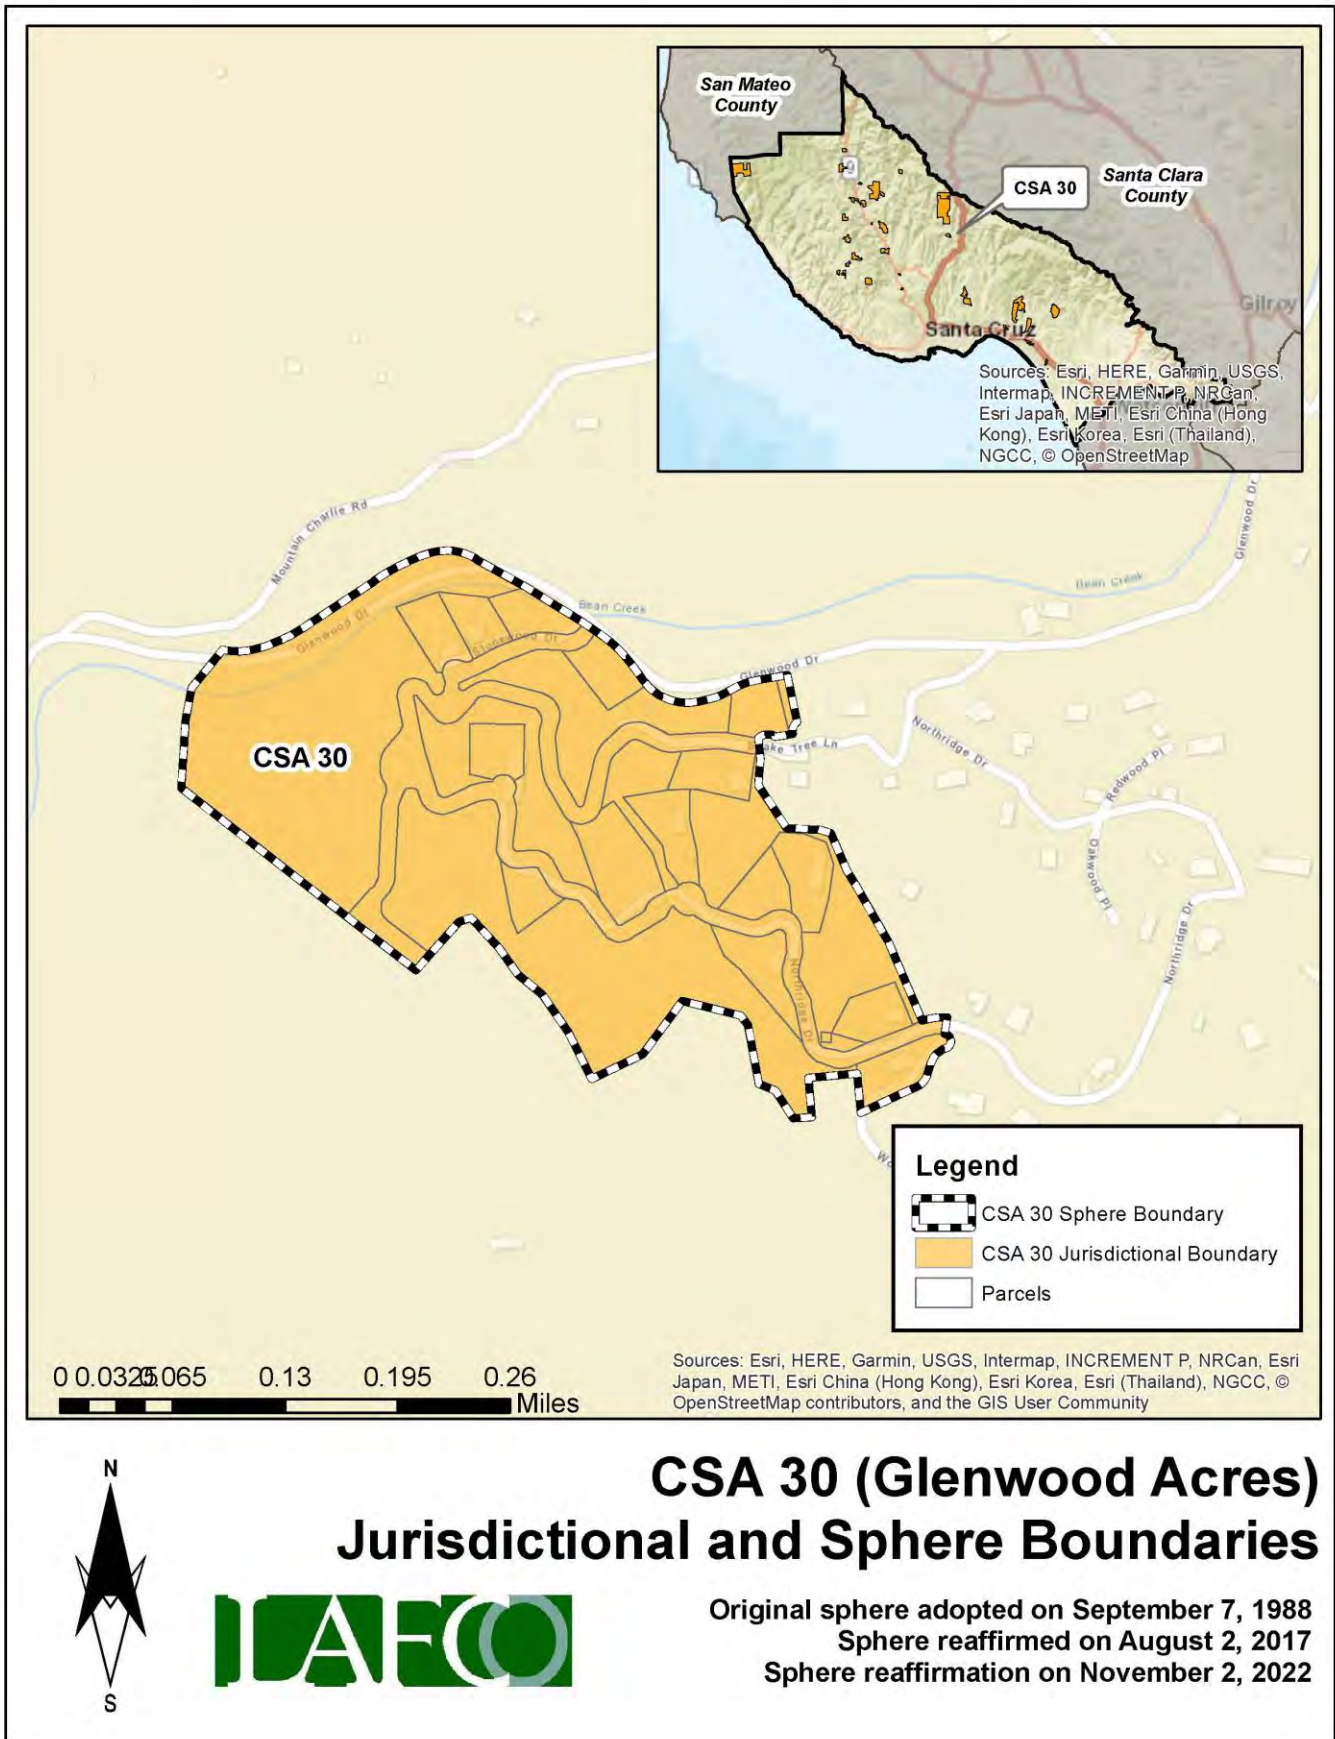 San Mateo
County
9
CSA 30
Santa Clara
County
Gilroy
Santa Cruz
Sources: Esri, HERE, Garmin, USGS,
Intermap, INCREMENT P, NRCan,
Esri Japan, METI, Esri China (Hong
Kong), Esri Korea, Esri (Thailand),
NGCC, © OpenStreetMap
Mountain Charlie Rd
Glenwood Dr
Bean Creek
Bean Creek
Glenwood Dr
Stonewood Dr
Glenwood Dr
CSA 30
Tree Ln
Northridge Dr
Redwood Pl
Oakwood Pl
Northridge Dr
Northridge Dr
Legend
CSA 30 Sphere Boundary
CSA 30 Jurisdictional Boundary
Parcels
0 0.0325 0.065 0.13 0.195 0.26
Miles
Sources: Esri, HERE, Garmin, USGS, Intermap, INCREMENT P, NRCan, Esri
Japan, METI, Esri China (Hong Kong), Esri Korea, Esri (Thailand), NGCC, ©
OpenStreetMap contributors, and the GIS User Community
N
S
CSA 30 (Glenwood Acres)
Jurisdictional and Sphere Boundaries
LAFCO
Original sphere adopted on September 7, 1988
Sphere reaffirmed on August 2, 2017
Sphere reaffirmation on November 2, 2022